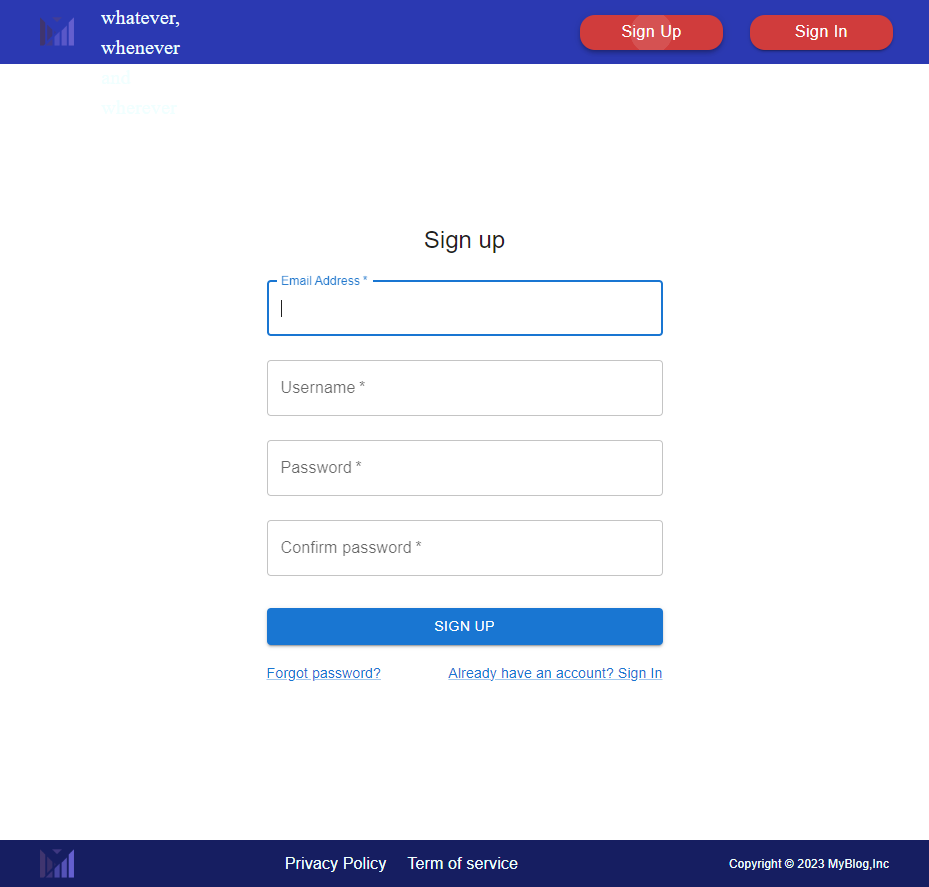 whatever,
whenever
and
wherever
Sign Up
Sign In
Sign up
Email Address *
Username *
Password *
Confirm password *
SIGN UP
Forgot password?
Already have an account? Sign In
Privacy Policy
Term of service
Copyright © 2023 MyBlog,Inc